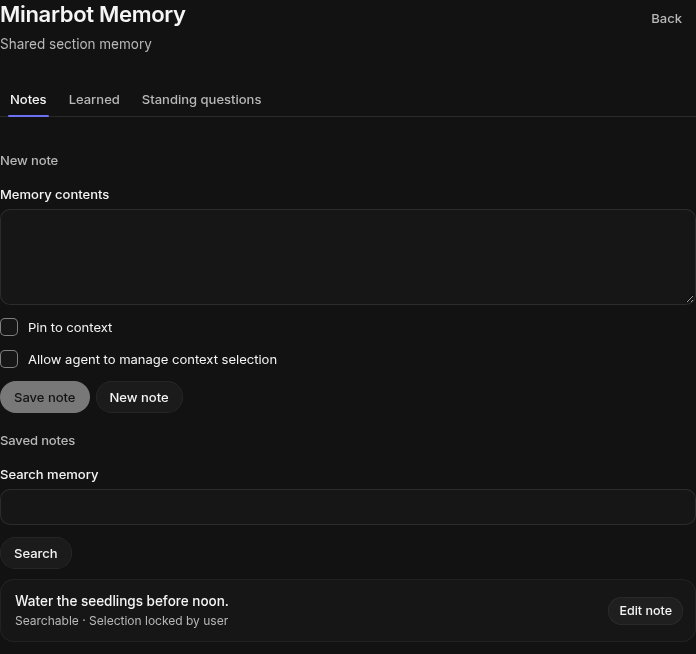 Minarbot Memory
Back
Shared section memory
Notes Learned Standing questions
New note
Memory contents
Pin to context
Allow agent to manage context selection
Save note New note
Saved notes
Search memory
Search
Water the seedlings before noon.
Searchable · Selection locked by user
Edit note